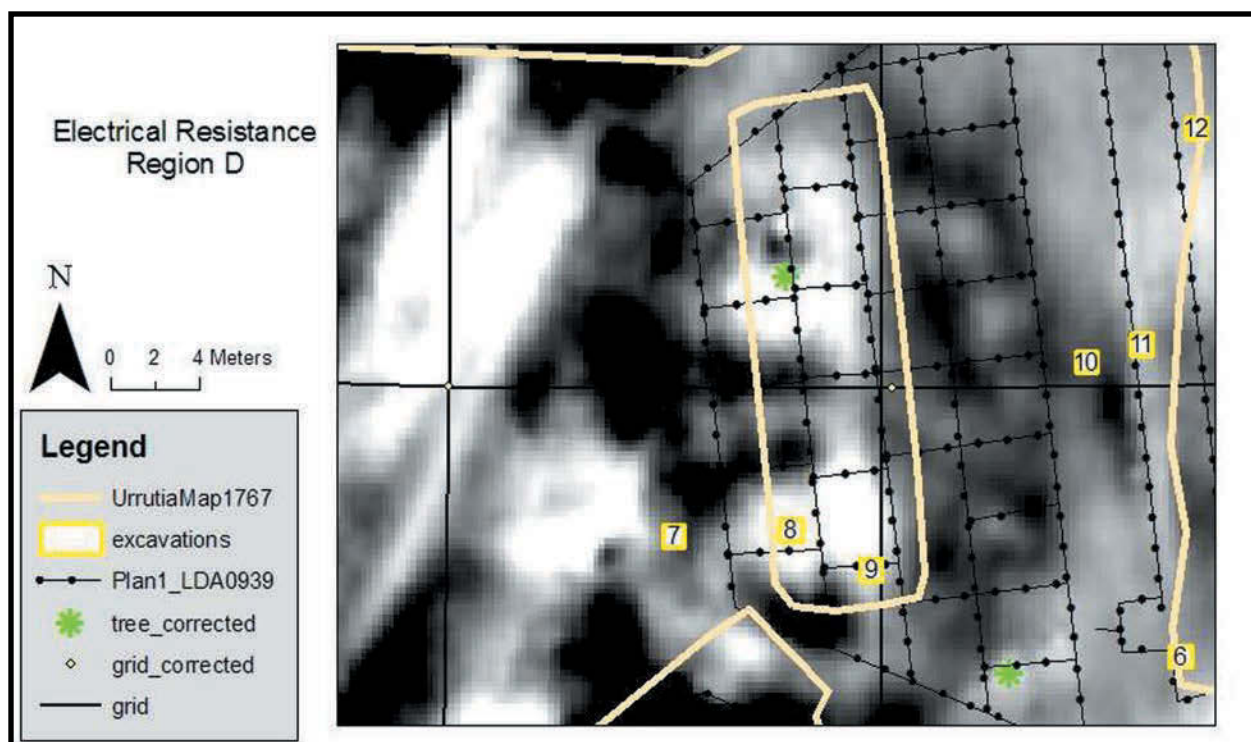 Electrical Resistance
Region D
N
0 2 4 Meters
Legend
UrrutiaMap1767
excavations
Plan1_LDA0939
tree_corrected
grid_corrected
grid
12
11
10
7
8
9
6